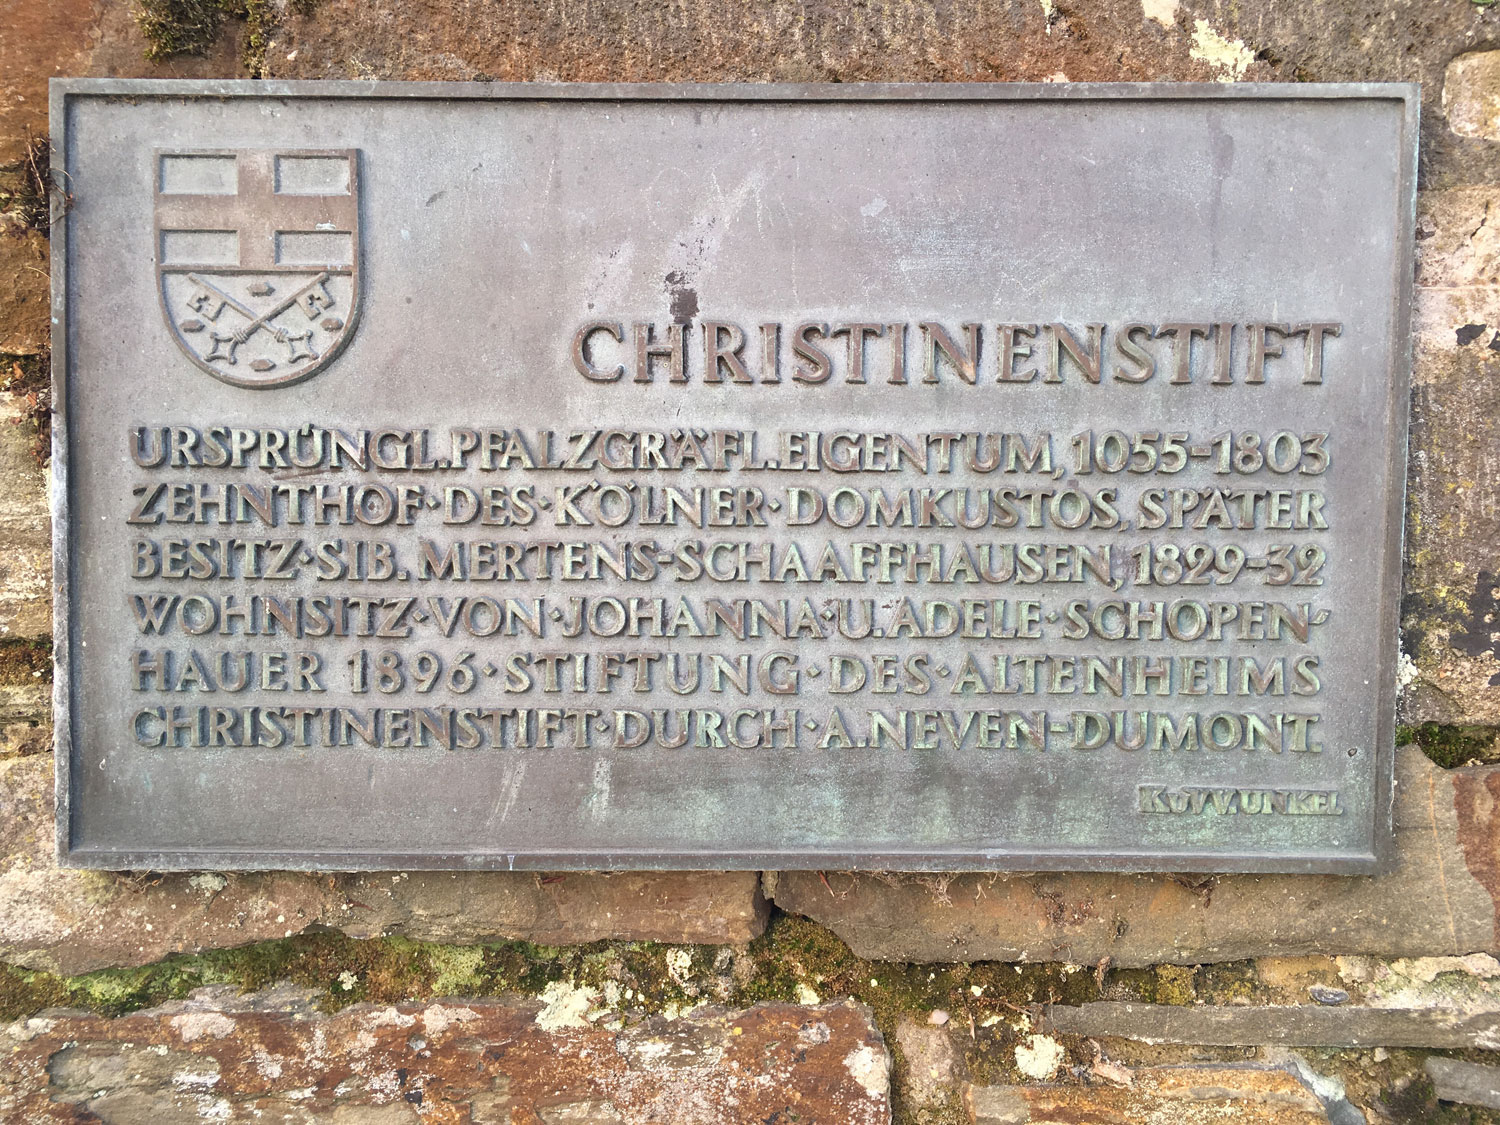 CHRISTINENSTIFT
URSPRÜNGL.PFALZGRÄFL.EIGENTUM, 1055-1803
ZEHNTHOF·DES·KÖLNER·DOMKUSTOS, SPÄTER
BESITZ·SIB.MERTENS-SCHAAFFHAUSEN, 1829-32
WOHNSITZ·VON·JOHANNA·U.ADELE·SCHOPEN-
HAUER 1896·STIFTUNG·DES·ALTENHEIMS
CHRISTINENSTIFT·DURCH·A.NEVEN-DUMONT.
K.u.V.V.UNKEL